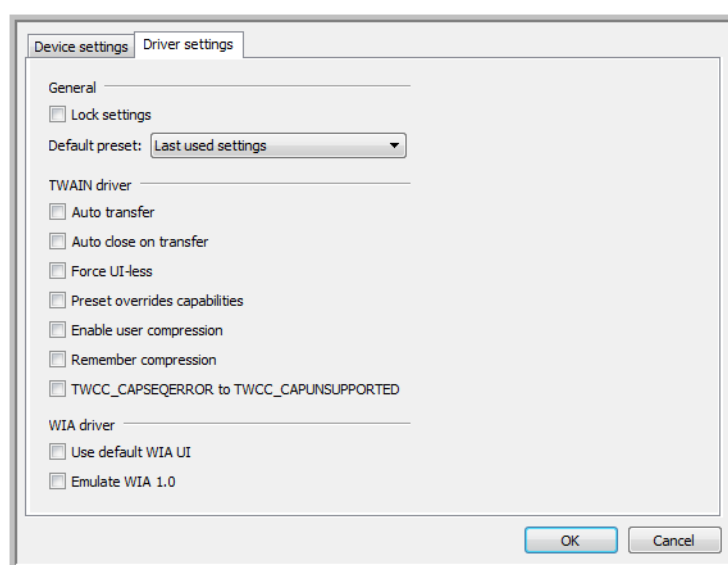 Device settings Driver settings
General
Lock settings
Default preset: Last used settings
TWAIN driver
Auto transfer
Auto close on transfer
Force UI-less
Preset overrides capabilities
Enable user compression
Remember compression
TWCC_CAPSEQERROR to TWCC_CAPUNSUPPORTED
WIA driver
Use default WIA UI
Emulate WIA 1.0
OK Cancel